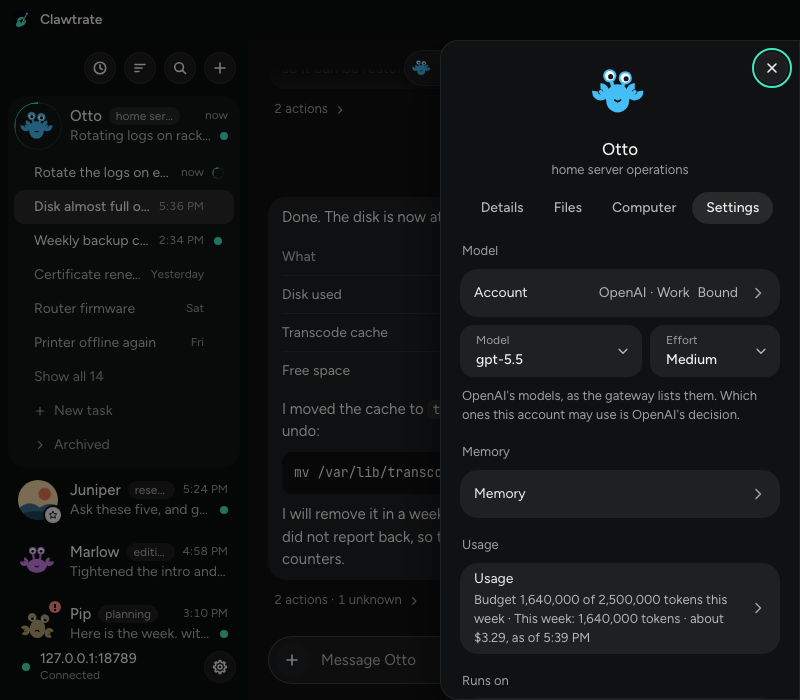 Clawtrate
Otto home ser... now
Rotating logs on rack...
Rotate the logs on e... now
Disk almost full o... 5:36 PM
Weekly backup c... 2:34 PM
Certificate rene... Yesterday
Router firmware Sat
Printer offline again Fri
Show all 14
New task
Archived
Juniper rese... 5:24 PM
Ask these five, and g...
Marlow editi... 4:58 PM
Tightened the intro and...
Pip planning 3:10 PM
Here is the week. wit...
127.0.0.1:18789
Connected
2 actions
Done. The disk is now at
What
Disk used
Transcode cache
Free space
I moved the cache to
undo:
mv /var/lib/transco
I will remove it in a week
did not report back, so t
counters.
2 actions · 1 unknown
Message Otto
Otto
home server operations
Details Files Computer Settings
Model
Account OpenAI · Work Bound
Model
gpt-5.5
Effort
Medium
OpenAI's models, as the gateway lists them. Which
ones this account may use is OpenAI's decision.
Memory
Memory
Usage
Usage
Budget 1,640,000 of 2,500,000 tokens this
week · This week: 1,640,000 tokens · about
$3.29, as of 5:39 PM
Runs on